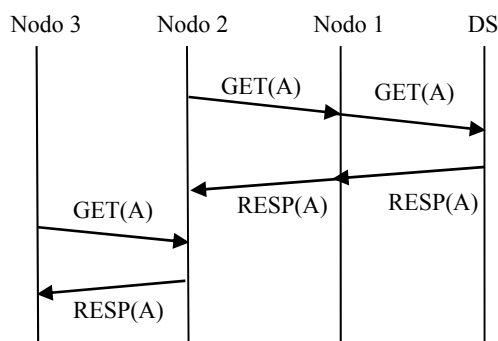 Nodo 3 Nodo 2 Nodo 1 DS
GET(A) GET(A)
RESP(A) RESP(A)
GET(A)
RESP(A)